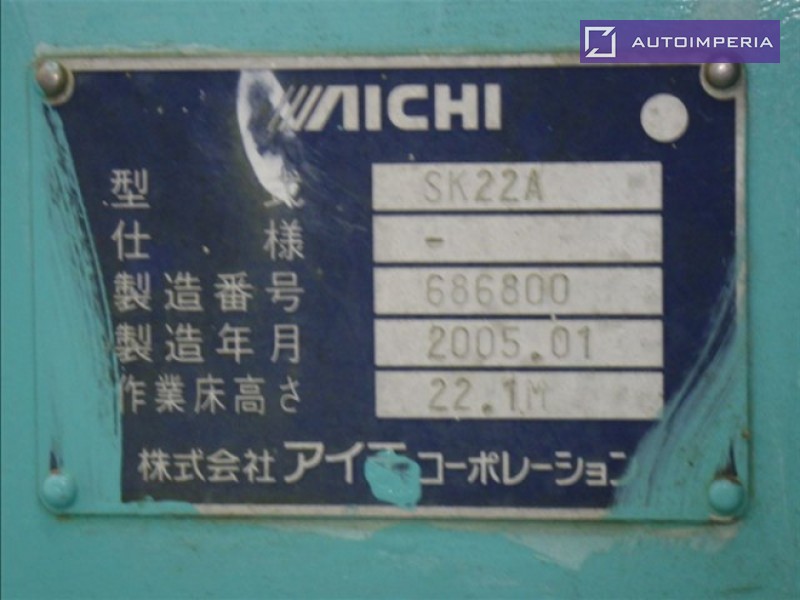 AUTOIMPERIA
AICHI
型 式 SK22A
仕 様 -
製造番号 686800
製造年月 2005.01
作業床高さ 22.1M
株式会社 アイ コーポレーション